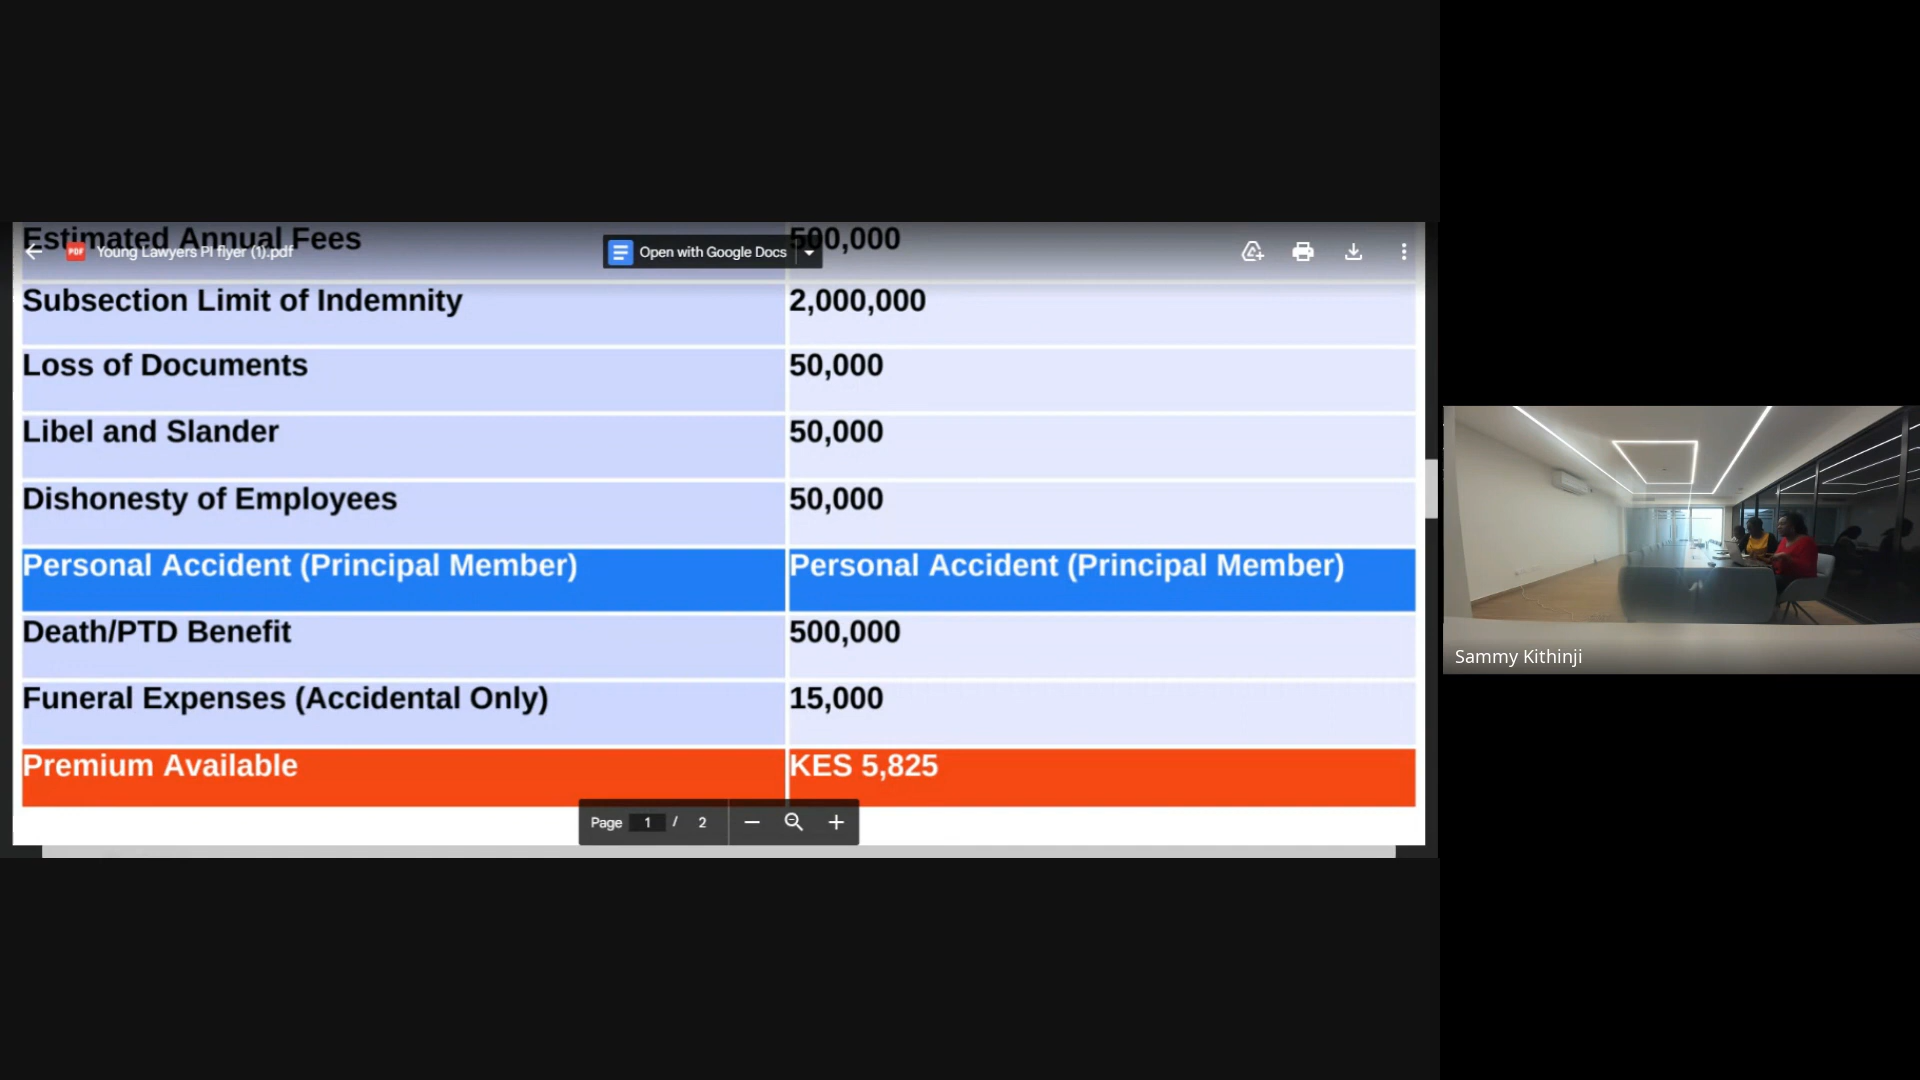 Estimated Annual Fees 500,000
PDF Young Lawyers PI flyer (1).pdf Open with Google Docs
Subsection Limit of Indemnity 2,000,000
Loss of Documents 50,000
Libel and Slander 50,000
Dishonesty of Employees 50,000
Personal Accident (Principal Member) Personal Accident (Principal Member)
Death/PTD Benefit 500,000
Funeral Expenses (Accidental Only) 15,000
Premium Available KES 5,825
Page 1 / 2
Sammy Kithinji